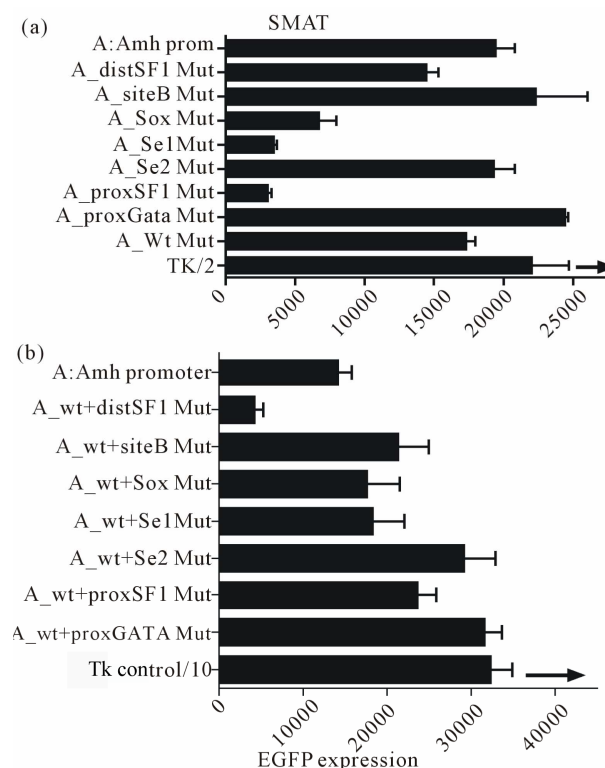 (a)
SMAT
A:Amh prom
A_distSF1 Mut
A_siteB Mut
A_Sox Mut
A_Se1Mut
A_Se2 Mut
A_proxSF1 Mut
A_proxGata Mut
A_Wt Mut
TK/2
0 5000 10000 15000 20000 25000
(b)
A:Amh promoter
A_wt+distSF1 Mut
A_wt+siteB Mut
A_wt+Sox Mut
A_wt+Se1Mut
A_wt+Se2 Mut
A_wt+proxSF1 Mut
A_wt+proxGATA Mut
Tk control/10
0 10000 20000 30000 40000
EGFP expression